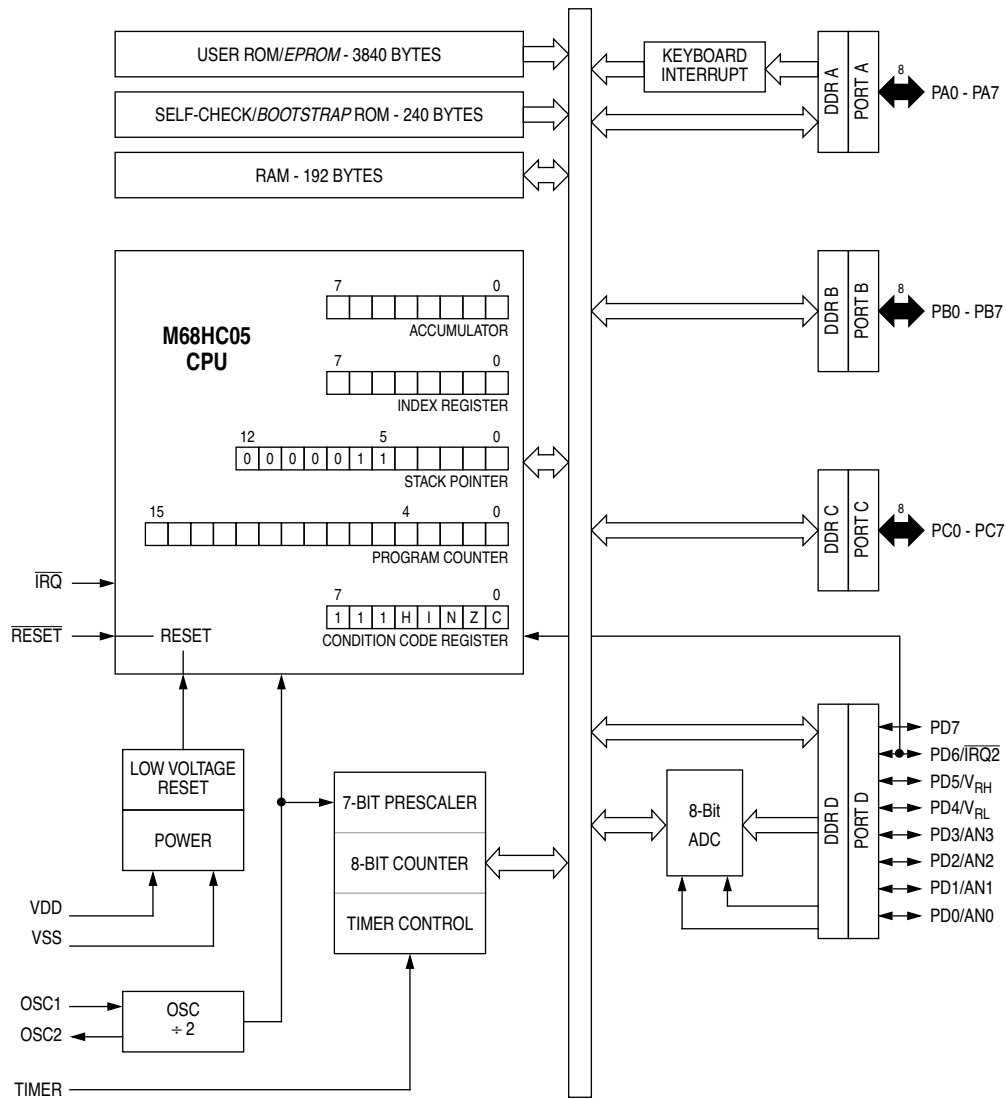 USER ROM/EPROM - 3840 BYTES
SELF-CHECK/BOOTSTRAP ROM - 240 BYTES
RAM - 192 BYTES
KEYBOARD
INTERRUPT
DDR A
PORT A
8
PA0 - PA7
M68HC05
CPU
7 0
ACCUMULATOR
7 0
INDEX REGISTER
12 5 0
0 0 0 0 0 1 1
STACK POINTER
15 4 0
PROGRAM COUNTER
7 0
1 1 1 H I N Z C
CONDITION CODE REGISTER
IRQ
RESET
RESET
DDR B
PORT B
8
PB0 - PB7
DDR C
PORT C
8
PC0 - PC7
LOW VOLTAGE
RESET
POWER
VDD
VSS
7-BIT PRESCALER
8-BIT COUNTER
TIMER CONTROL
OSC1
OSC2
OSC
÷ 2
TIMER
8-Bit
ADC
DDR D
PORT D
PD7
PD6/IRQ2
PD5/VRH
PD4/VRL
PD3/AN3
PD2/AN2
PD1/AN1
PD0/AN0